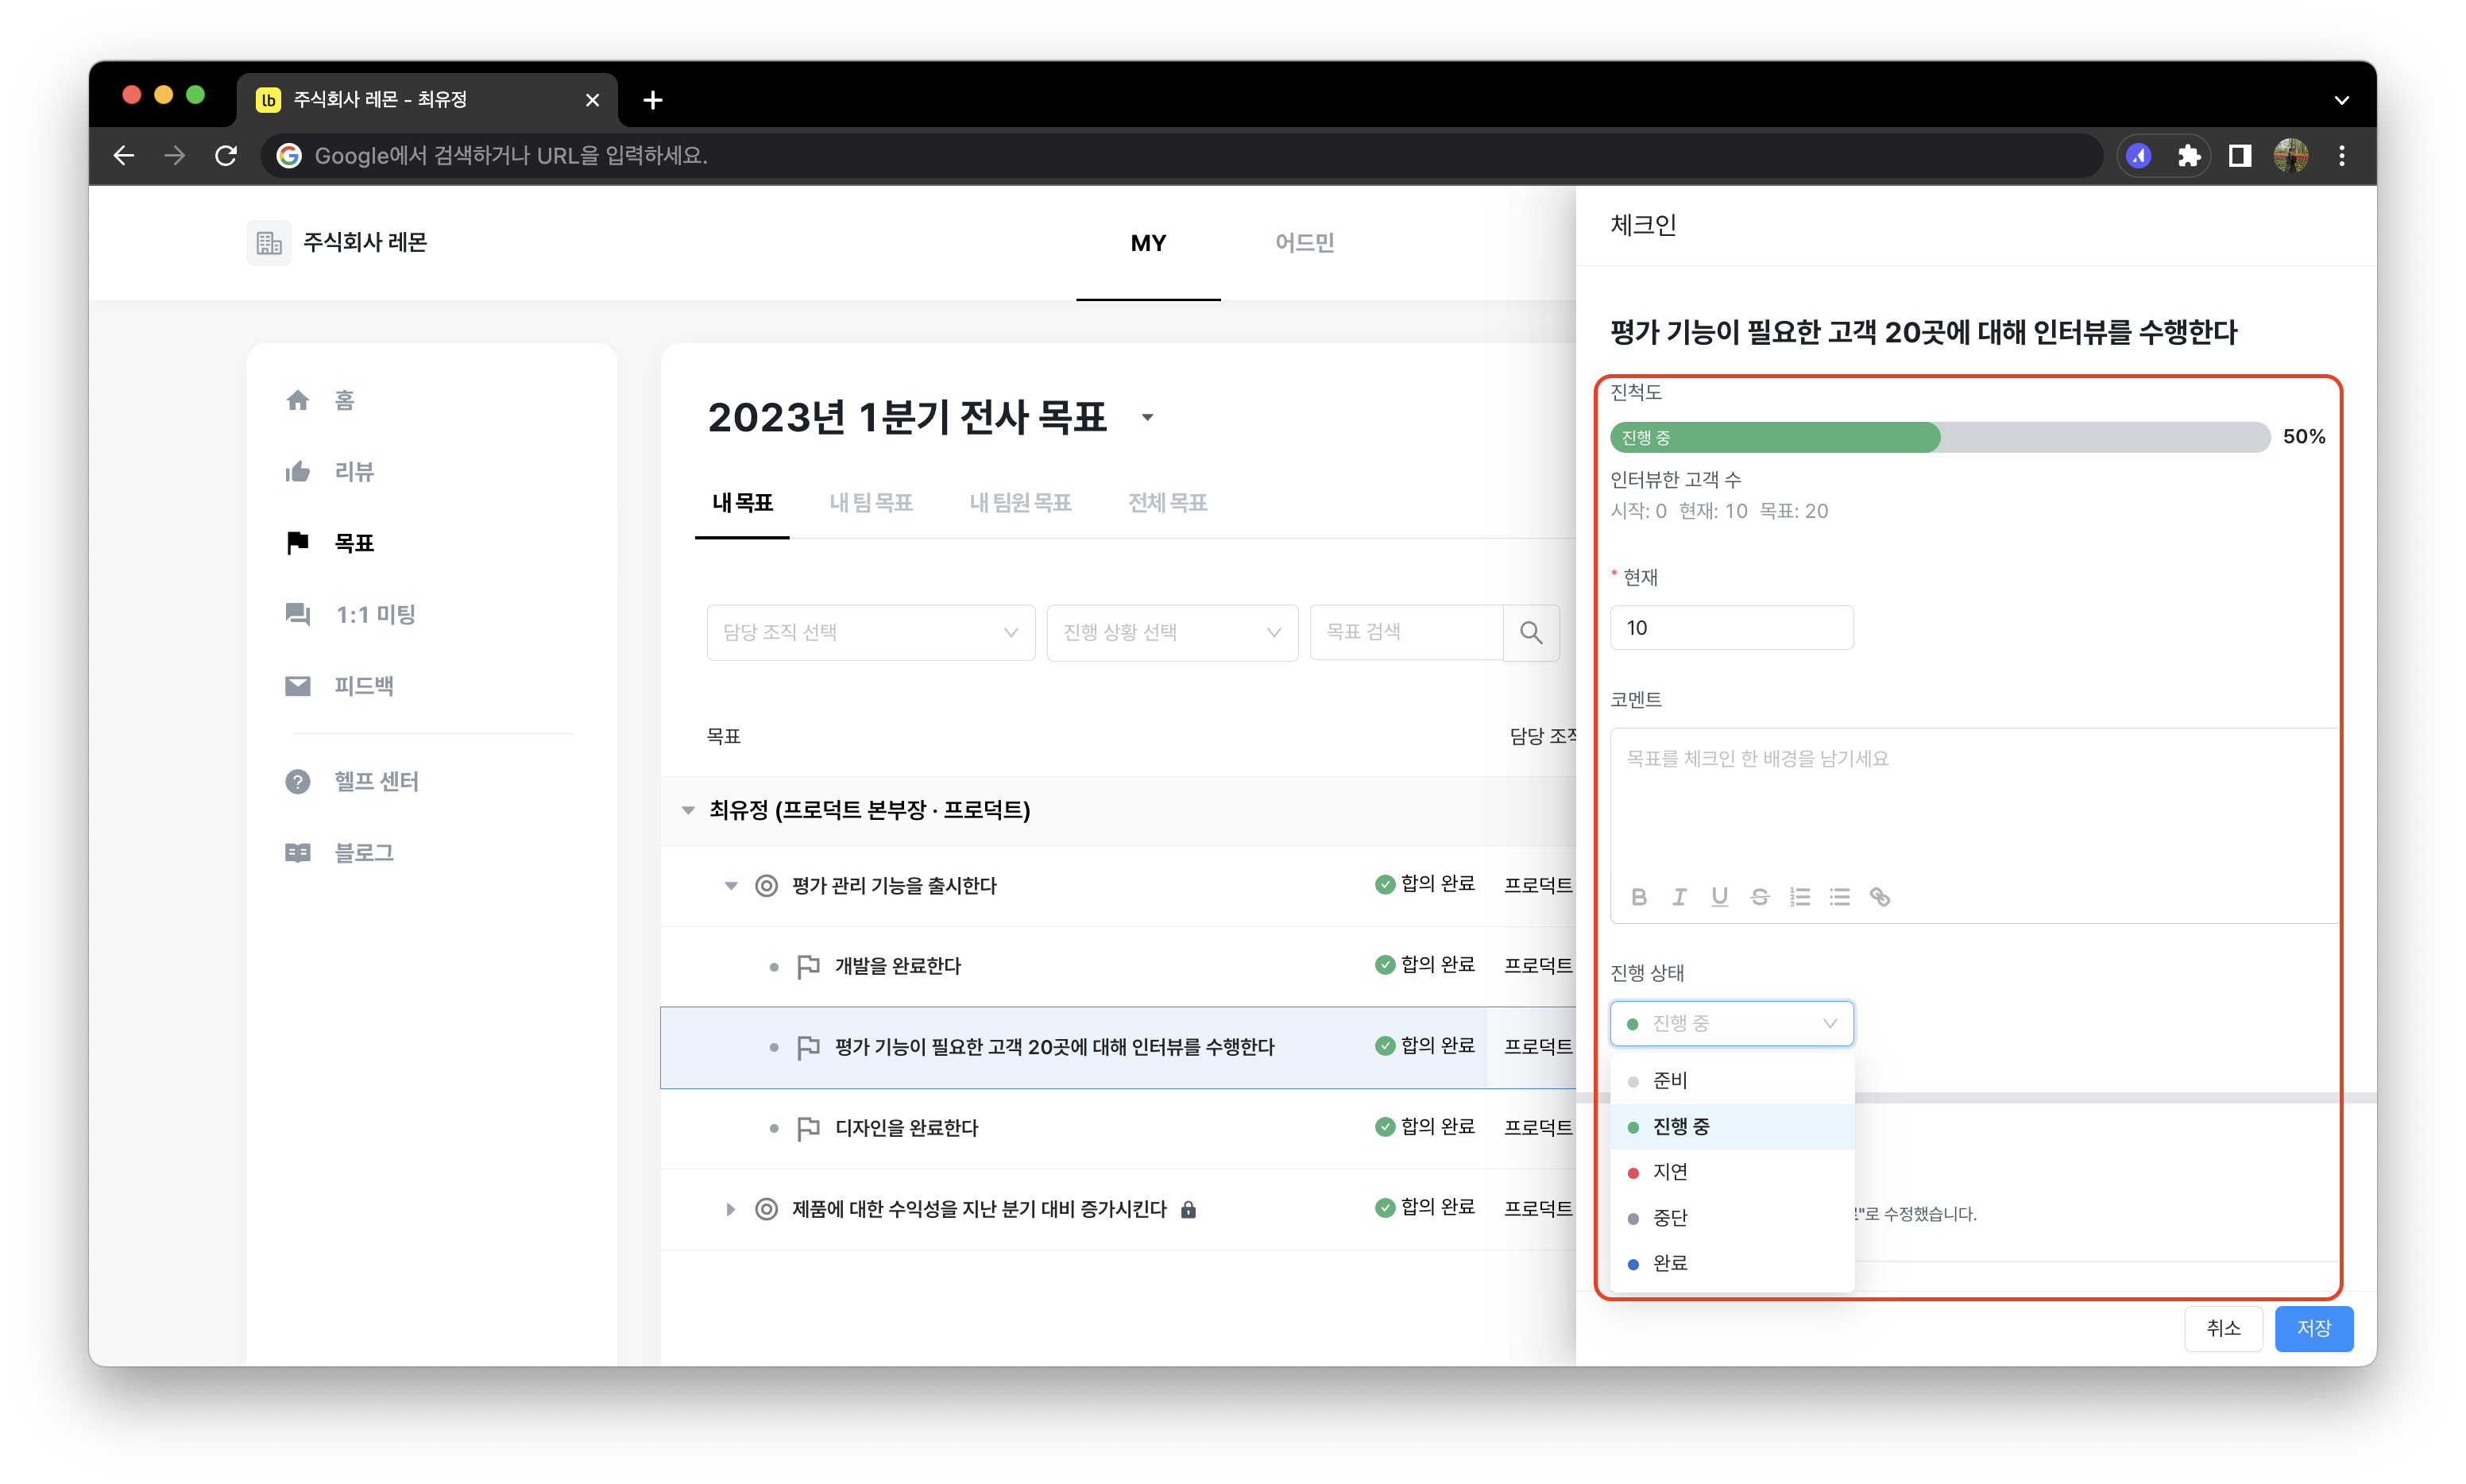 lb 주식회사 레몬 - 최유정
Google에서 검색하거나 URL을 입력하세요.
주식회사 레몬
MY
어드민
홈
리뷰
목표
1:1 미팅
피드백
헬프 센터
블로그
2023년 1분기 전사 목표
내 목표 내 팀 목표 내 팀원 목표 전체 목표
담당 조직 선택 진행 상황 선택 목표 검색
목표 담당 조직
최유정 (프로덕트 본부장 · 프로덕트)
평가 관리 기능을 출시한다 합의 완료 프로덕트
개발을 완료한다 합의 완료 프로덕트
평가 기능이 필요한 고객 20곳에 대해 인터뷰를 수행한다 합의 완료 프로덕트
디자인을 완료한다 합의 완료 프로덕트
제품에 대한 수익성을 지난 분기 대비 증가시킨다 합의 완료 프로덕트
체크인
평가 기능이 필요한 고객 20곳에 대해 인터뷰를 수행한다
진척도
진행 중 50%
인터뷰한 고객 수
시작: 0 현재: 10 목표: 20
* 현재
10
코멘트
목표를 체크인 한 배경을 남기세요
B I U S
진행 상태
진행 중
준비
진행 중
지연
중단
완료
"로 수정했습니다.
취소 저장